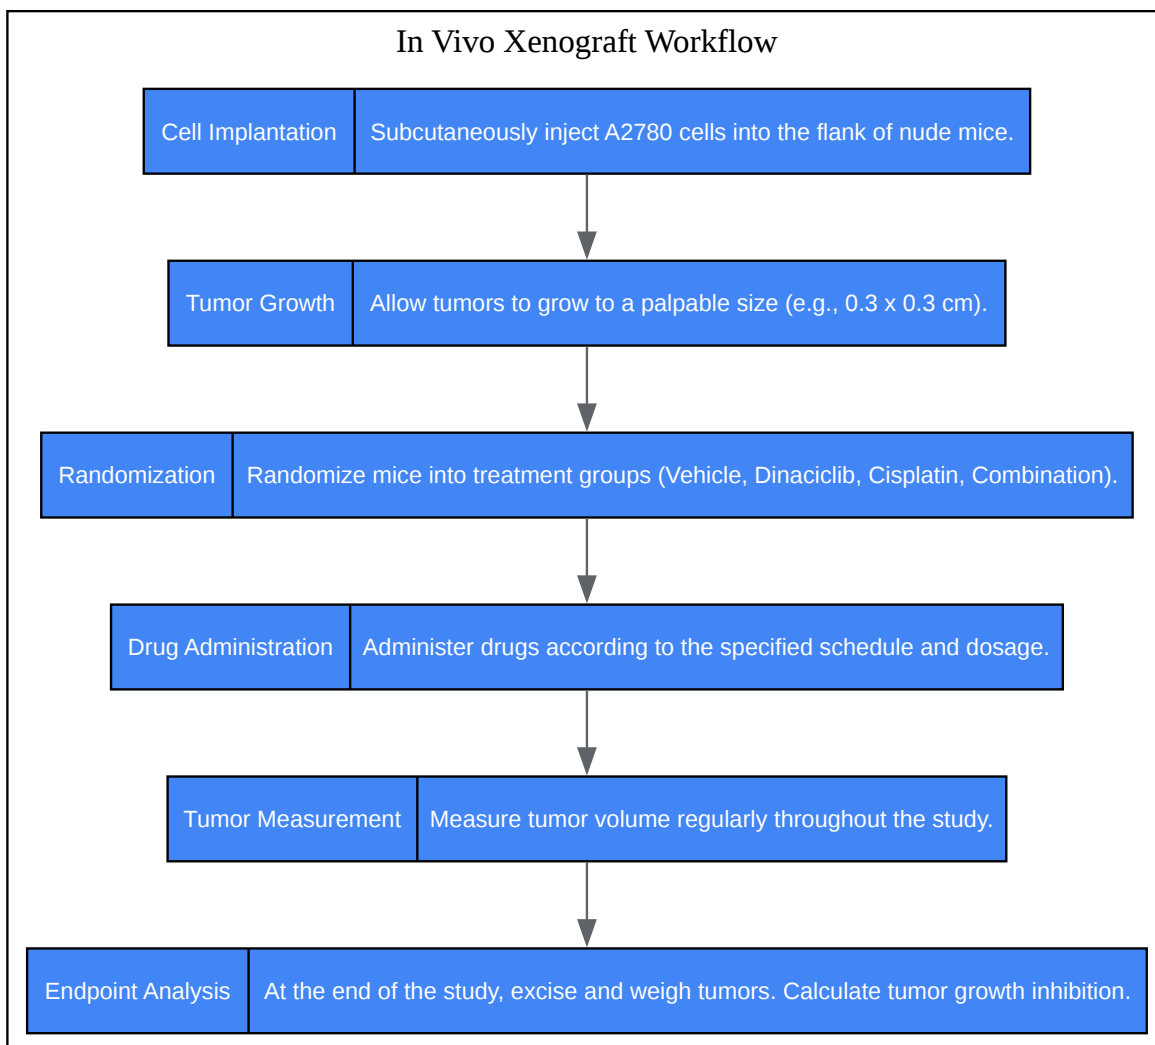 In Vivo Xenograft Workflow
Cell Implantation
Subcutaneously inject A2780 cells into the flank of nude mice.
Tumor Growth
Allow tumors to grow to a palpable size (e.g., 0.3 x 0.3 cm).
Randomization
Randomize mice into treatment groups (Vehicle, Dinaciclib, Cisplatin, Combination).
Drug Administration
Administer drugs according to the specified schedule and dosage.
Tumor Measurement
Measure tumor volume regularly throughout the study.
Endpoint Analysis
At the end of the study, excise and weigh tumors. Calculate tumor growth inhibition.